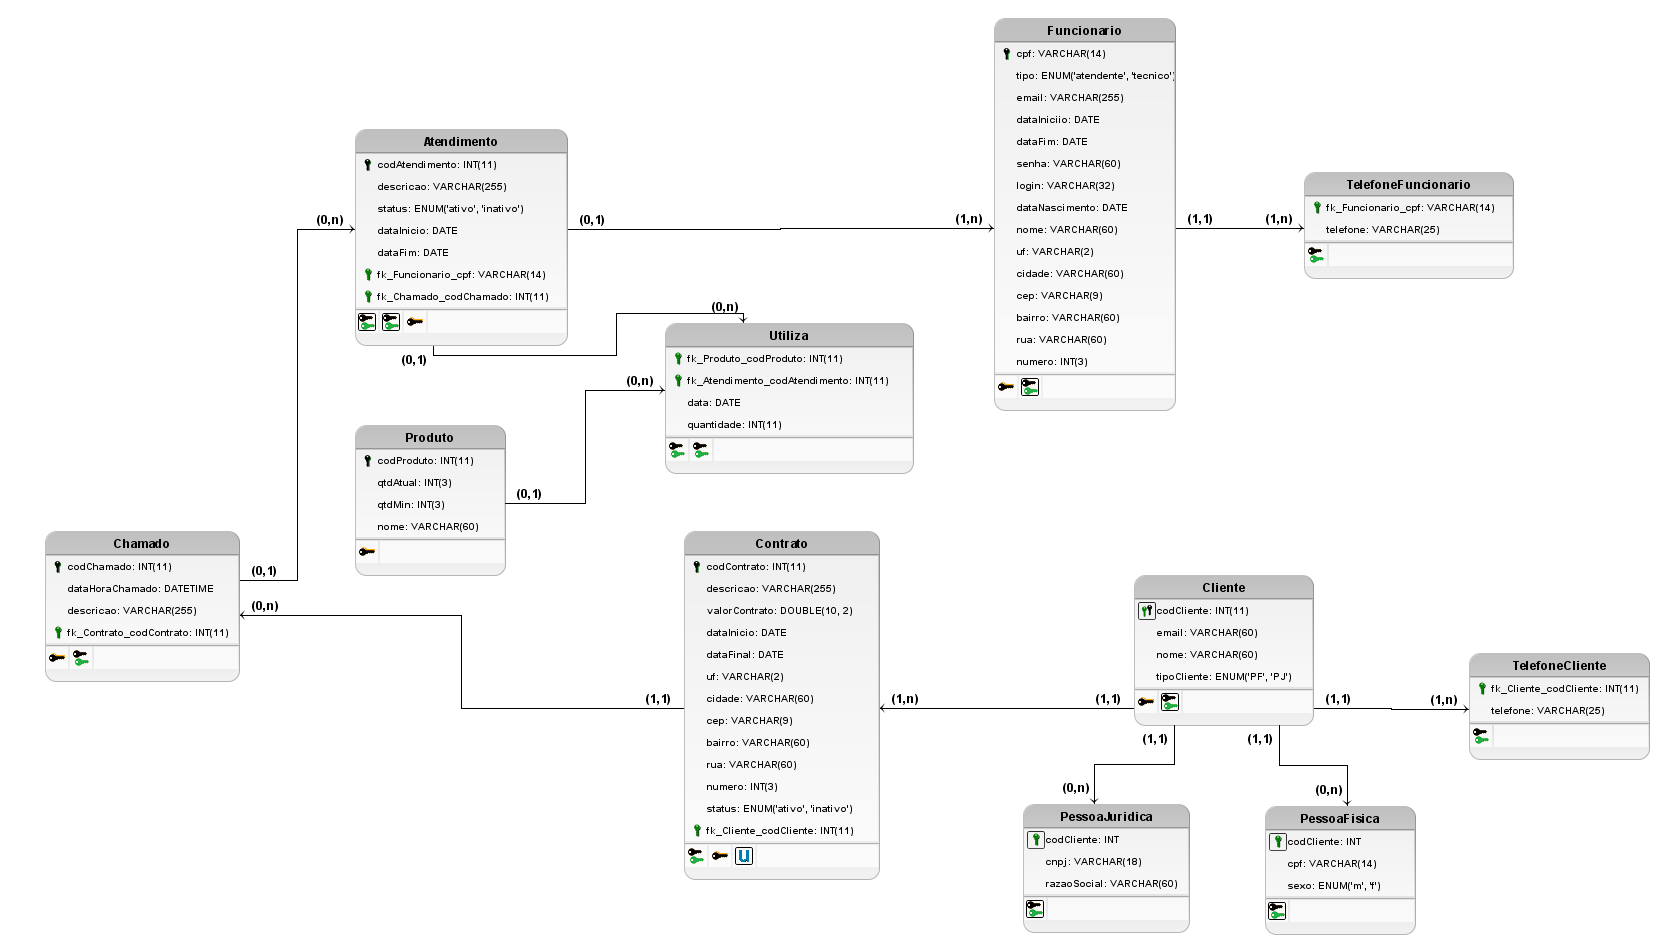 Funcionario
cpf: VARCHAR(14)
tipo: ENUM('atendente', 'tecnico')
email: VARCHAR(255)
dataIniciio: DATE
dataFim: DATE
senha: VARCHAR(60)
login: VARCHAR(32)
dataNascimento: DATE
nome: VARCHAR(60)
uf: VARCHAR(2)
cidade: VARCHAR(60)
cep: VARCHAR(9)
bairro: VARCHAR(60)
rua: VARCHAR(60)
numero: INT(3)
Atendimento
codAtendimento: INT(11)
descricao: VARCHAR(255)
status: ENUM('ativo', 'inativo')
dataInicio: DATE
dataFim: DATE
fk_Funcionario_cpf: VARCHAR(14)
fk_Chamado_codChamado: INT(11)
(0,n)
(0,1)
(1,n)
(1,1)
(1,n)
TelefoneFuncionario
fk_Funcionario_cpf: VARCHAR(14)
telefone: VARCHAR(25)
(0,n)
(0,1)
Utiliza
fk_Produto_codProduto: INT(11)
fk_Atendimento_codAtendimento: INT(11)
data: DATE
quantidade: INT(11)
(0,n)
Produto
codProduto: INT(11)
qtdAtual: INT(3)
qtdMin: INT(3)
nome: VARCHAR(60)
(0,1)
Chamado
codChamado: INT(11)
dataHoraChamado: DATETIME
descricao: VARCHAR(255)
fk_Contrato_codContrato: INT(11)
(0,1)
(0,n)
Contrato
codContrato: INT(11)
descricao: VARCHAR(255)
valorContrato: DOUBLE(10, 2)
dataInicio: DATE
dataFinal: DATE
uf: VARCHAR(2)
cidade: VARCHAR(60)
cep: VARCHAR(9)
bairro: VARCHAR(60)
rua: VARCHAR(60)
numero: INT(3)
status: ENUM('ativo', 'inativo')
fk_Cliente_codCliente: INT(11)
U
(1,1)
(1,n)
(1,1)
Cliente
codCliente: INT(11)
email: VARCHAR(60)
nome: VARCHAR(60)
tipoCliente: ENUM('PF', 'PJ')
(1,1)
(1,n)
TelefoneCliente
fk_Cliente_codCliente: INT(11)
telefone: VARCHAR(25)
(1,1)
(1,1)
(0,n)
(0,n)
PessoaJuridica
codCliente: INT
cnpj: VARCHAR(18)
razaoSocial: VARCHAR(60)
PessoaFisica
codCliente: INT
cpf: VARCHAR(14)
sexo: ENUM('m', 'f')